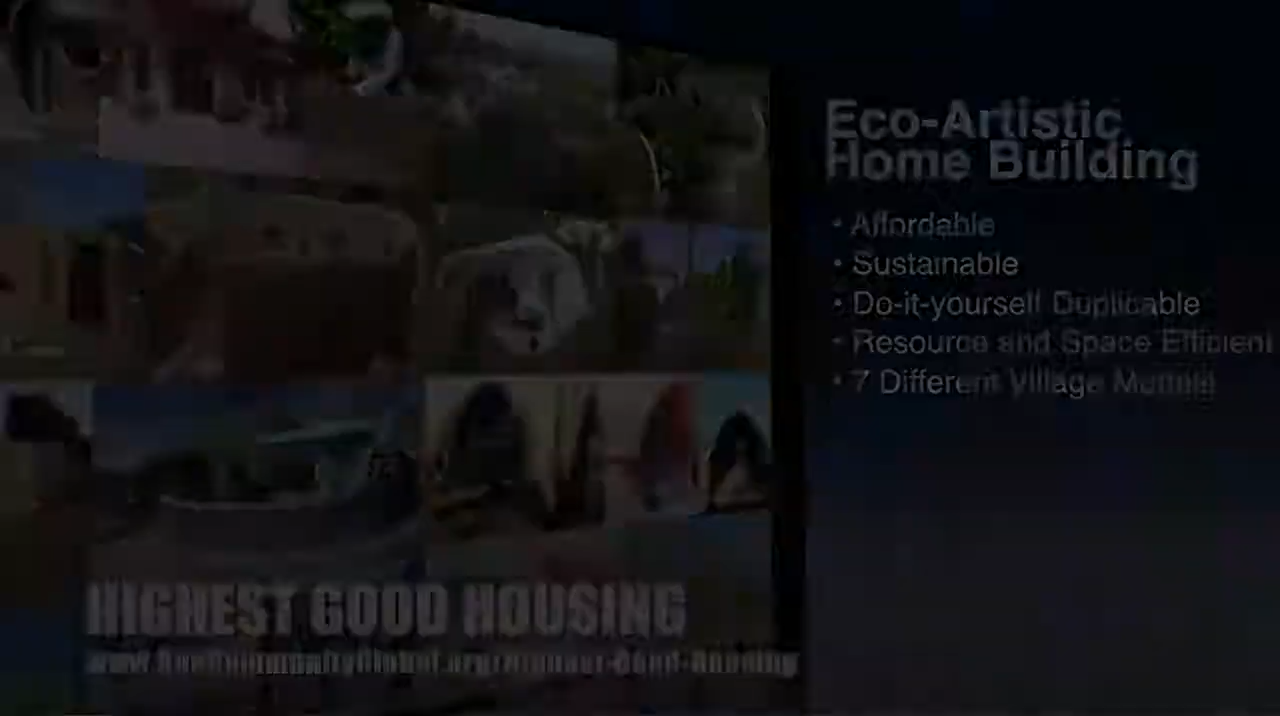 Eco-Artistic
Home Building
• Affordable
• Sustainable
• Do-it-yourself Duplicable
• Resource and Space Efficient
• 7 Different Village Models
HIGHEST GOOD HOUSING